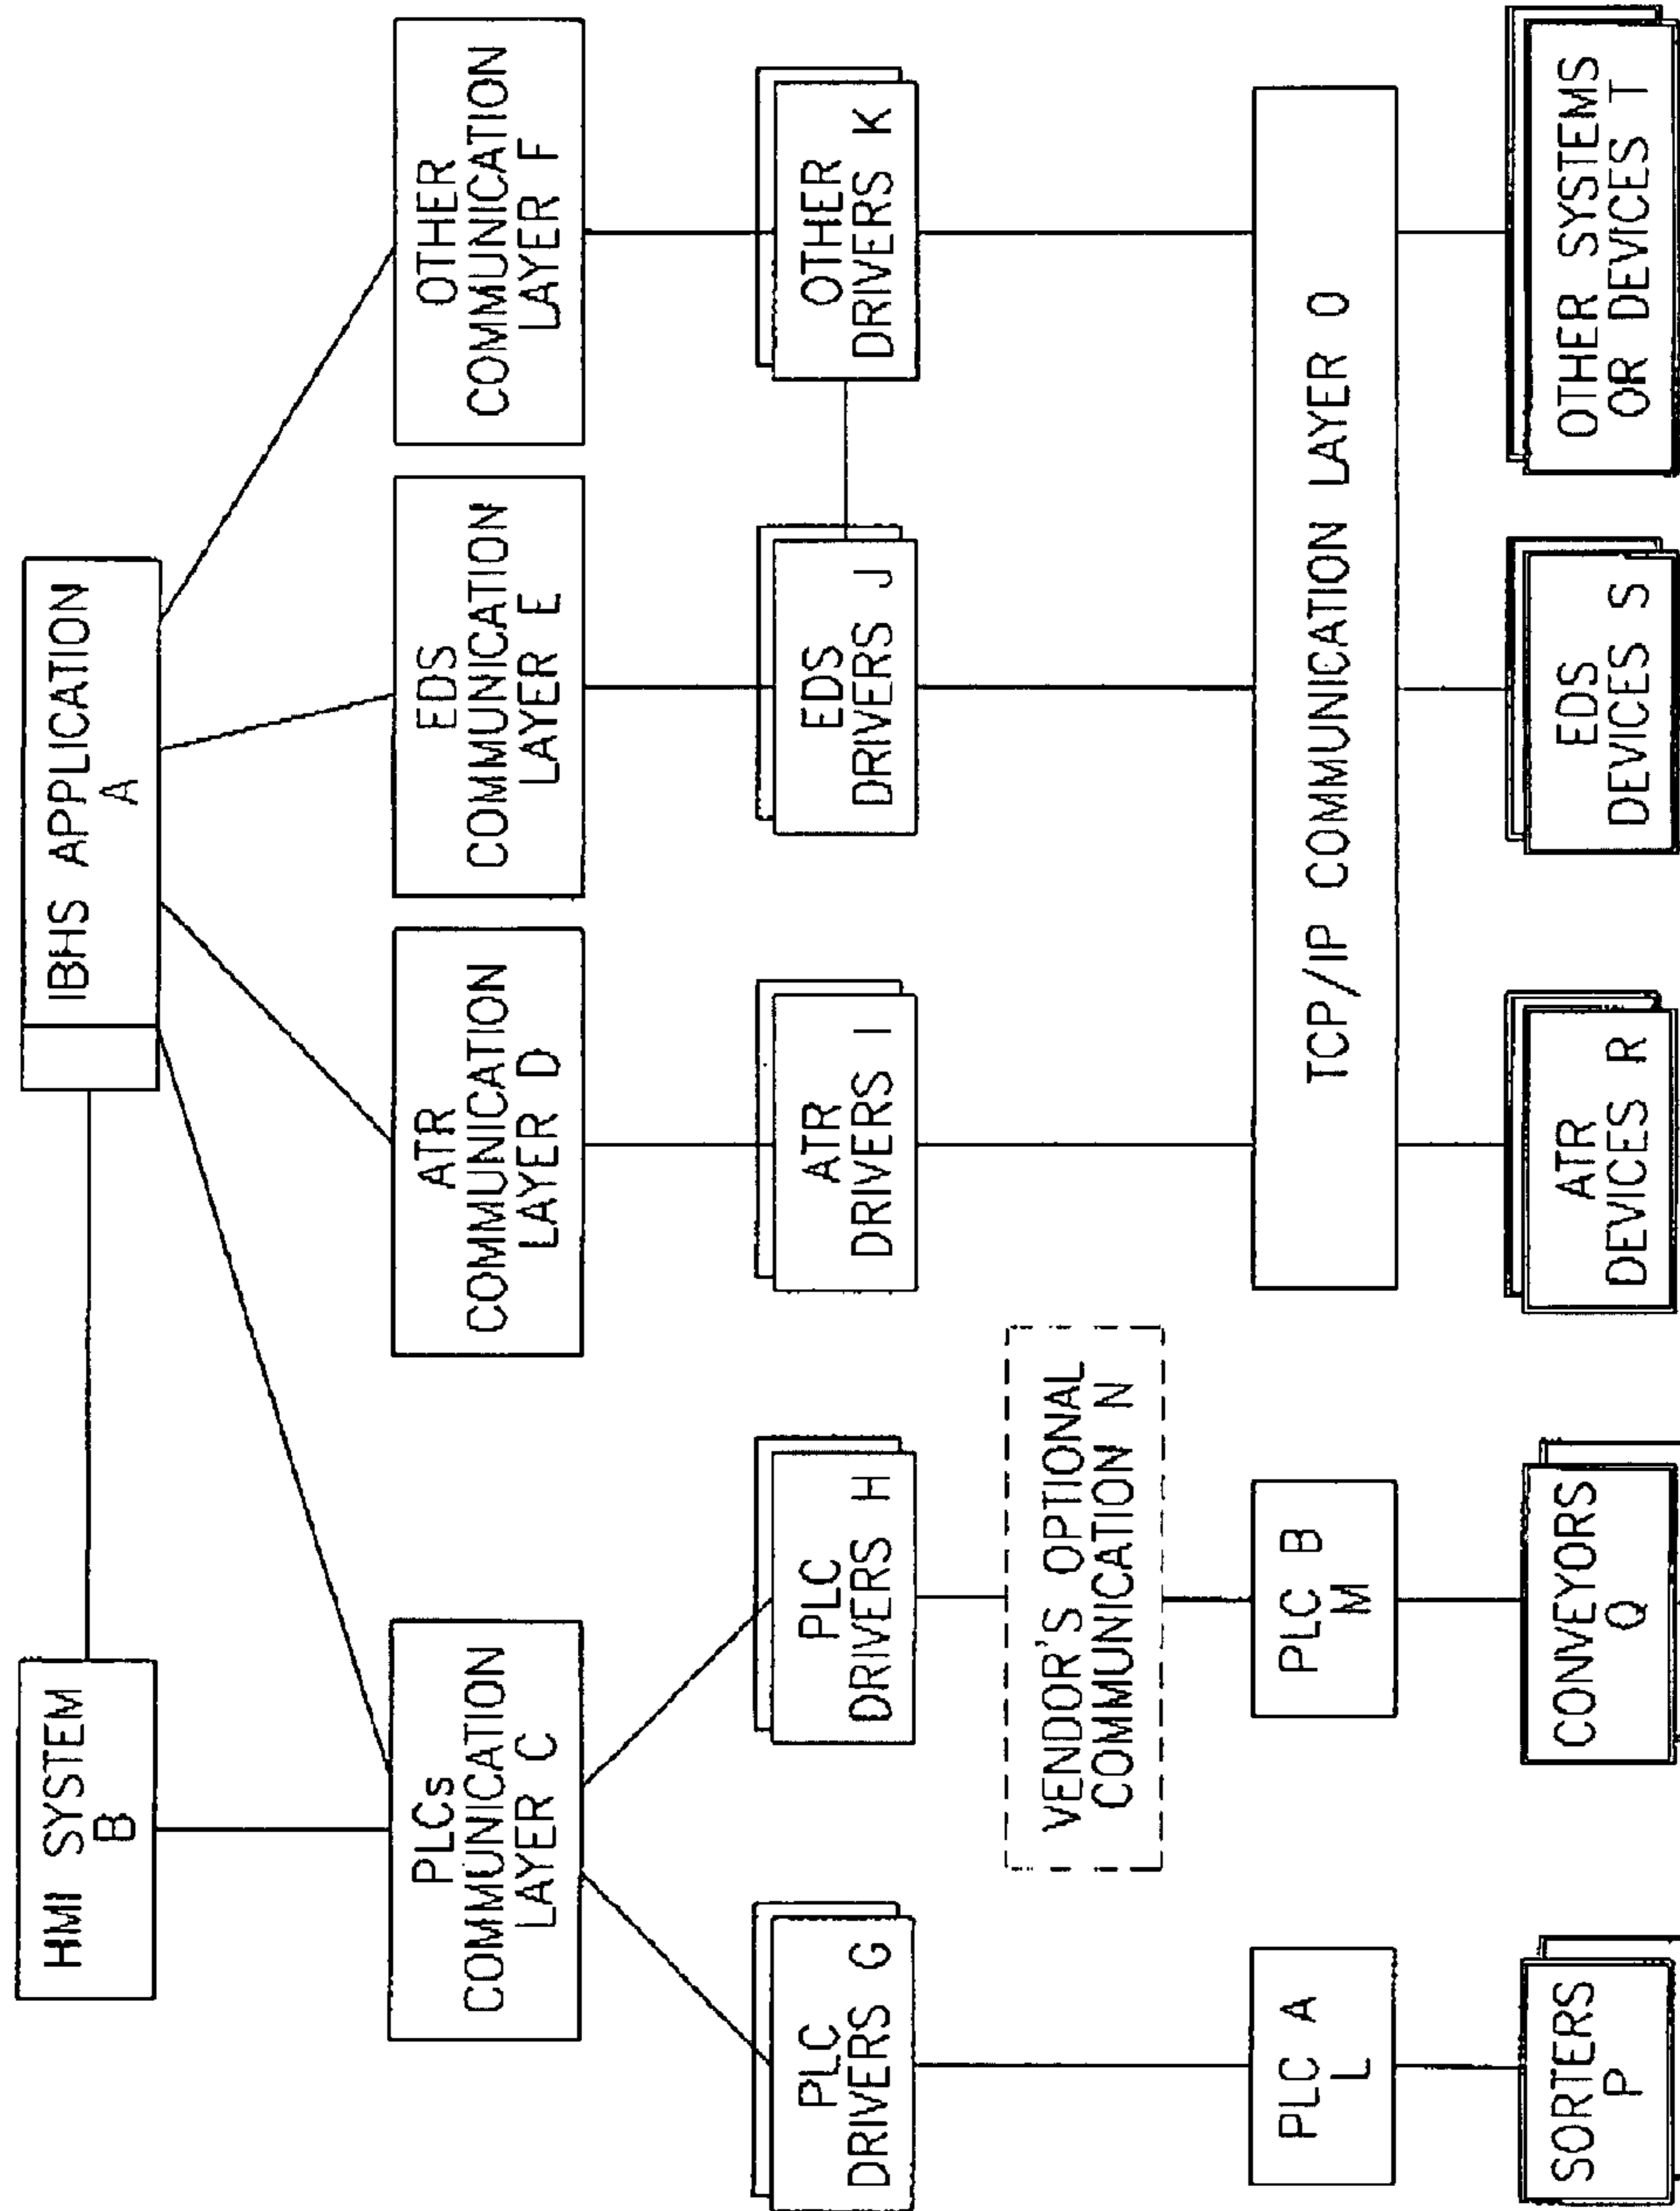 HMI SYSTEM
B
IBHS APPLICATION
A
PLCs
COMMUNICATION
LAYER C
ATR
COMMUNICATION
LAYER D
EDS
COMMUNICATION
LAYER E
OTHER
COMMUNICATION
LAYER F
PLC
DRIVERS G
PLC
DRIVERS H
ATR
DRIVERS I
EDS
DRIVERS J
OTHER
DRIVERS K
VENDOR'S OPTIONAL
COMMUNICATION N
PLC A
L
PLC B
M
TCP/IP COMMUNICATION LAYER O
SORTERS
P
CONVEYORS
Q
ATR
DEVICES R
EDS
DEVICES S
OTHER SYSTEMS
OR DEVICES T